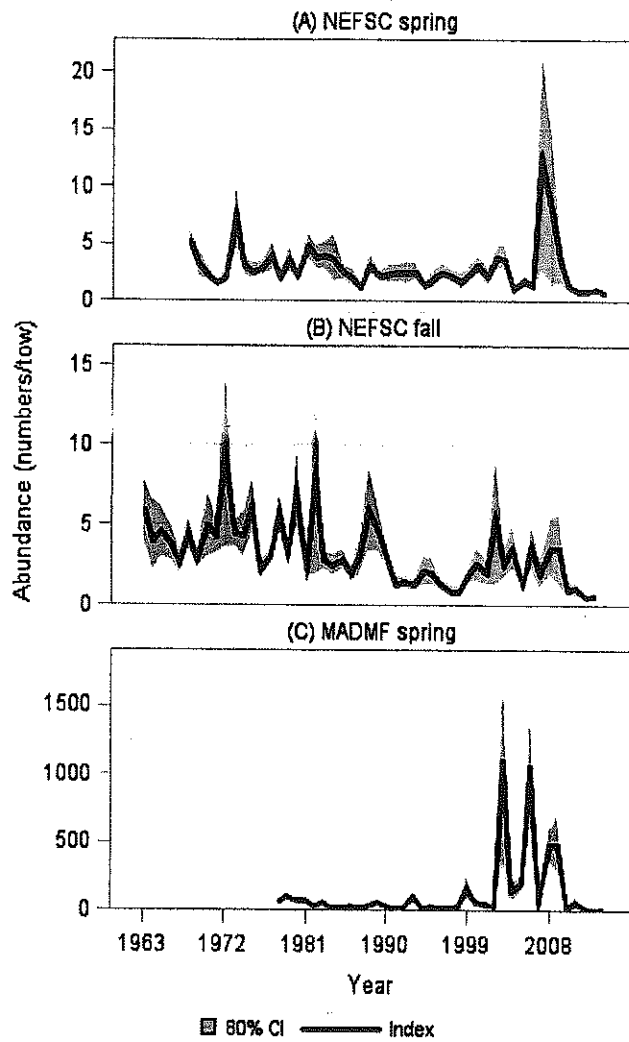 (A) NEFSC spring
20
15
10
5
0
(B) NEFSC fall
15
10
5
0
Abundance (numbers/tow)
(C) MADMF spring
1500
1000
500
0
1963 1972 1981 1990 1999 2008
Year
80% CI Index